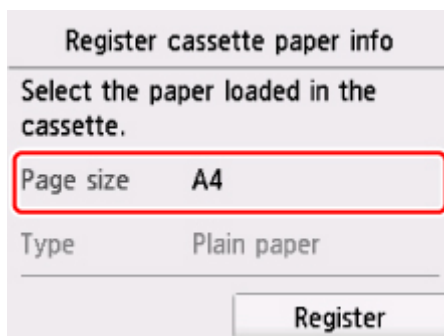 Register cassette paper info
Select the paper loaded in the
cassette.
Page size A4
Type Plain paper
Register